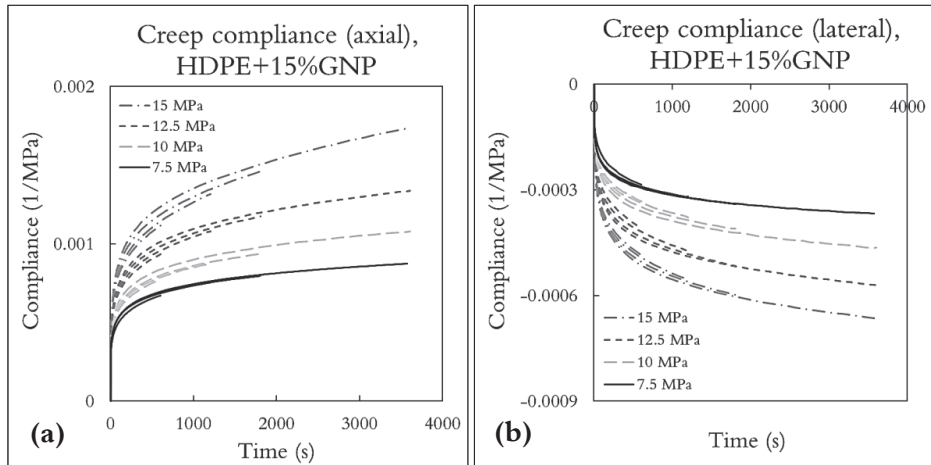 Creep compliance (axial),
HDPE+15%GNP
0.002
0.001
0
Compliance (1/MPa)
15 MPa
12.5 MPa
10 MPa
7.5 MPa
0 1000 2000 3000 4000
Time (s)
(a)
Creep compliance (lateral),
HDPE+15%GNP
0 1000 2000 3000 4000
0
-0.0003
-0.0006
-0.0009
Compliance (1/MPa)
15 MPa
12.5 MPa
10 MPa
7.5 MPa
Time (s)
(b)